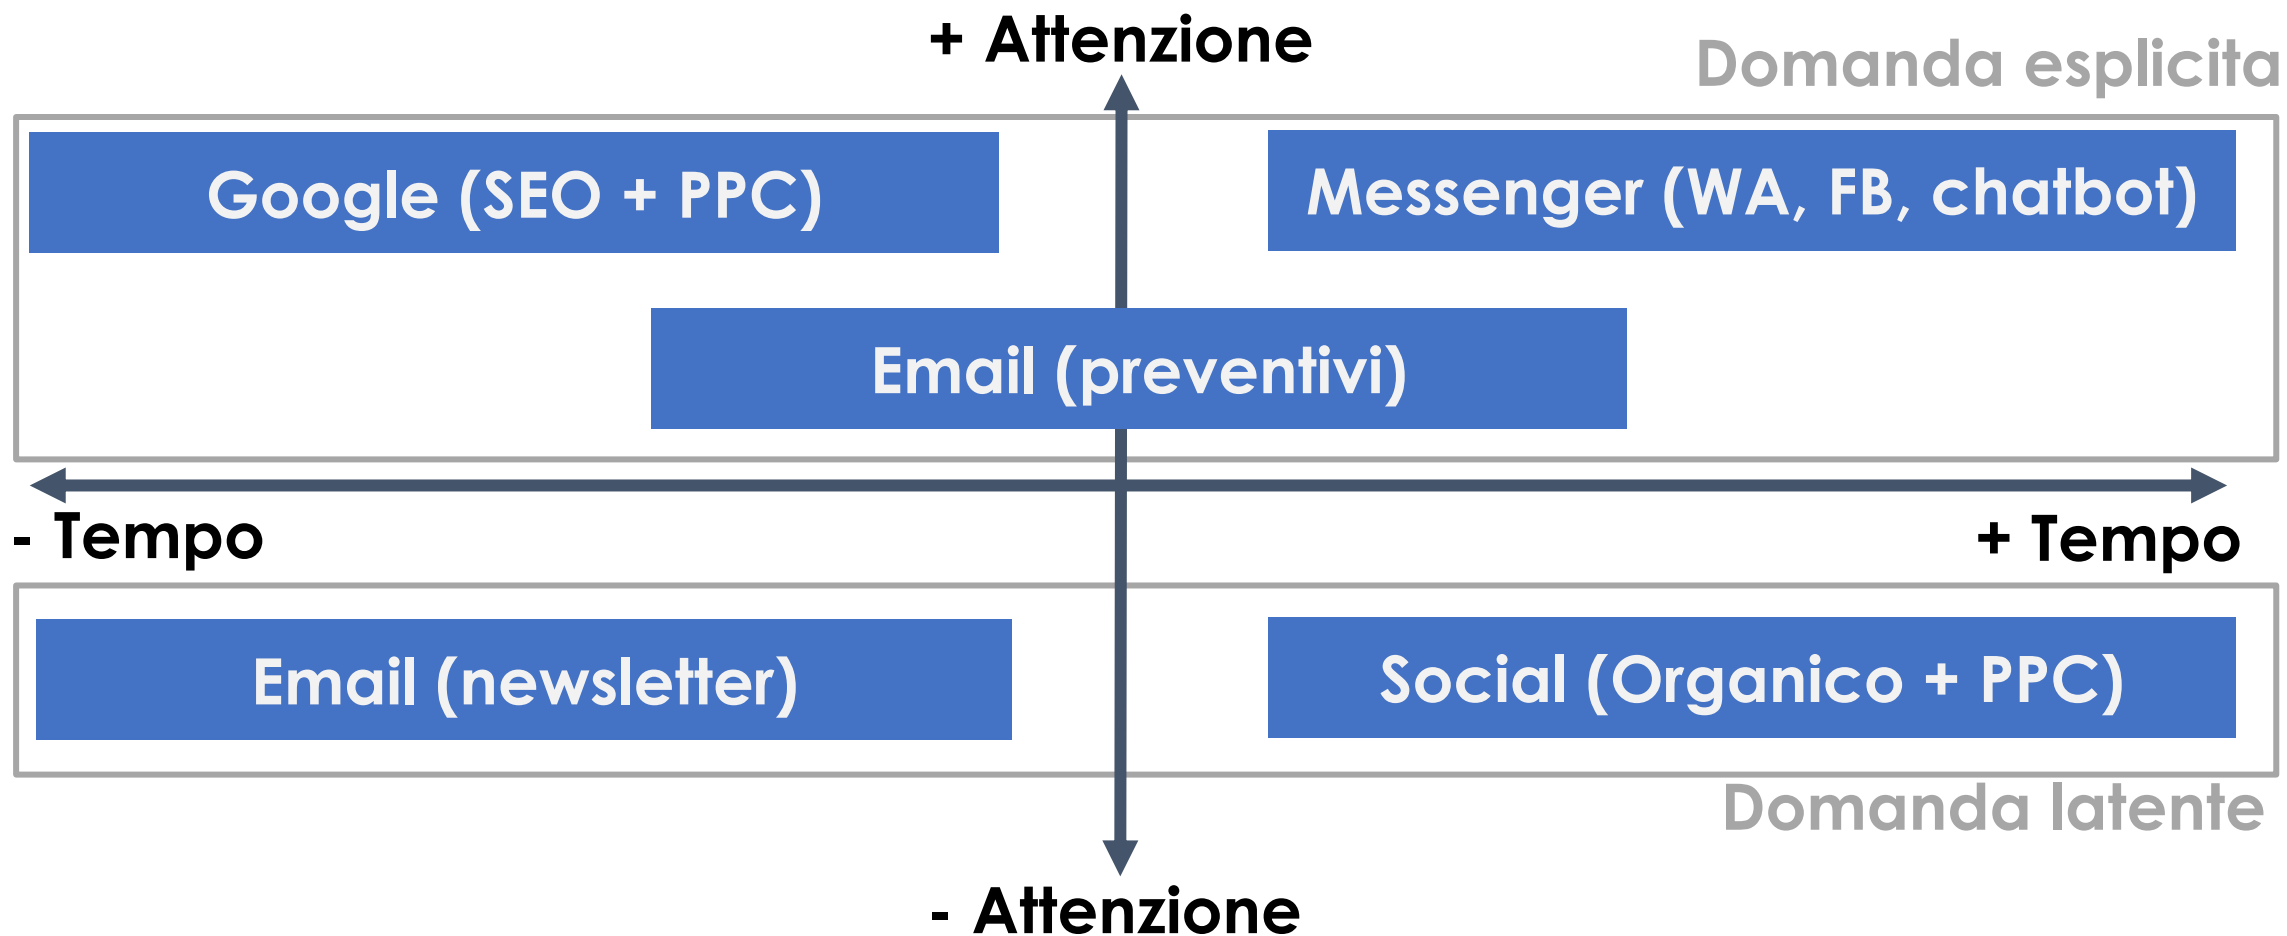 + Attenzione
Domanda esplicita
Google (SEO + PPC)
Messenger (WA, FB, chatbot)
Email (preventivi)
- Tempo
+ Tempo
Email (newsletter)
Social (Organico + PPC)
Domanda latente
- Attenzione